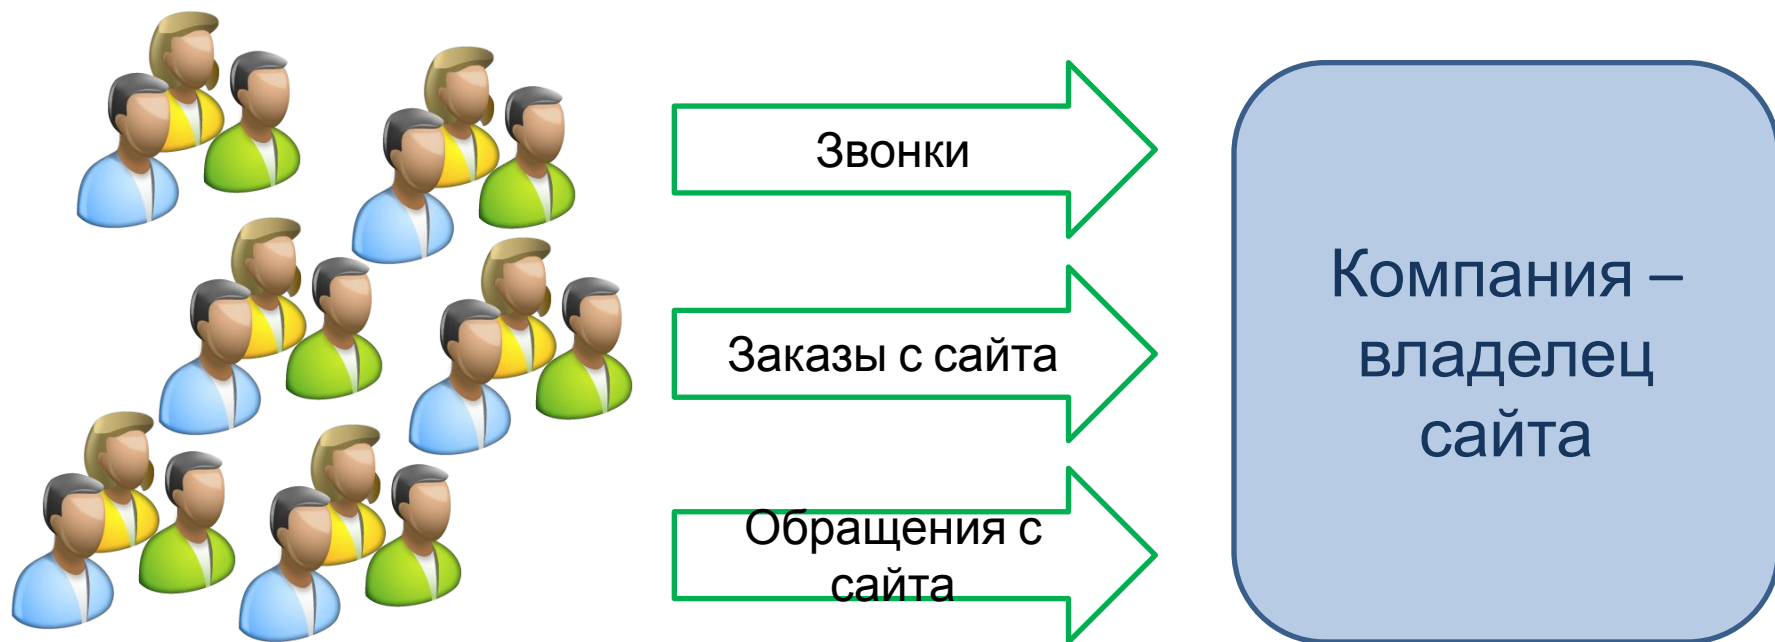 Звонки
Заказы с сайта
Обращения с
сайта
Компания –
владелец
сайта